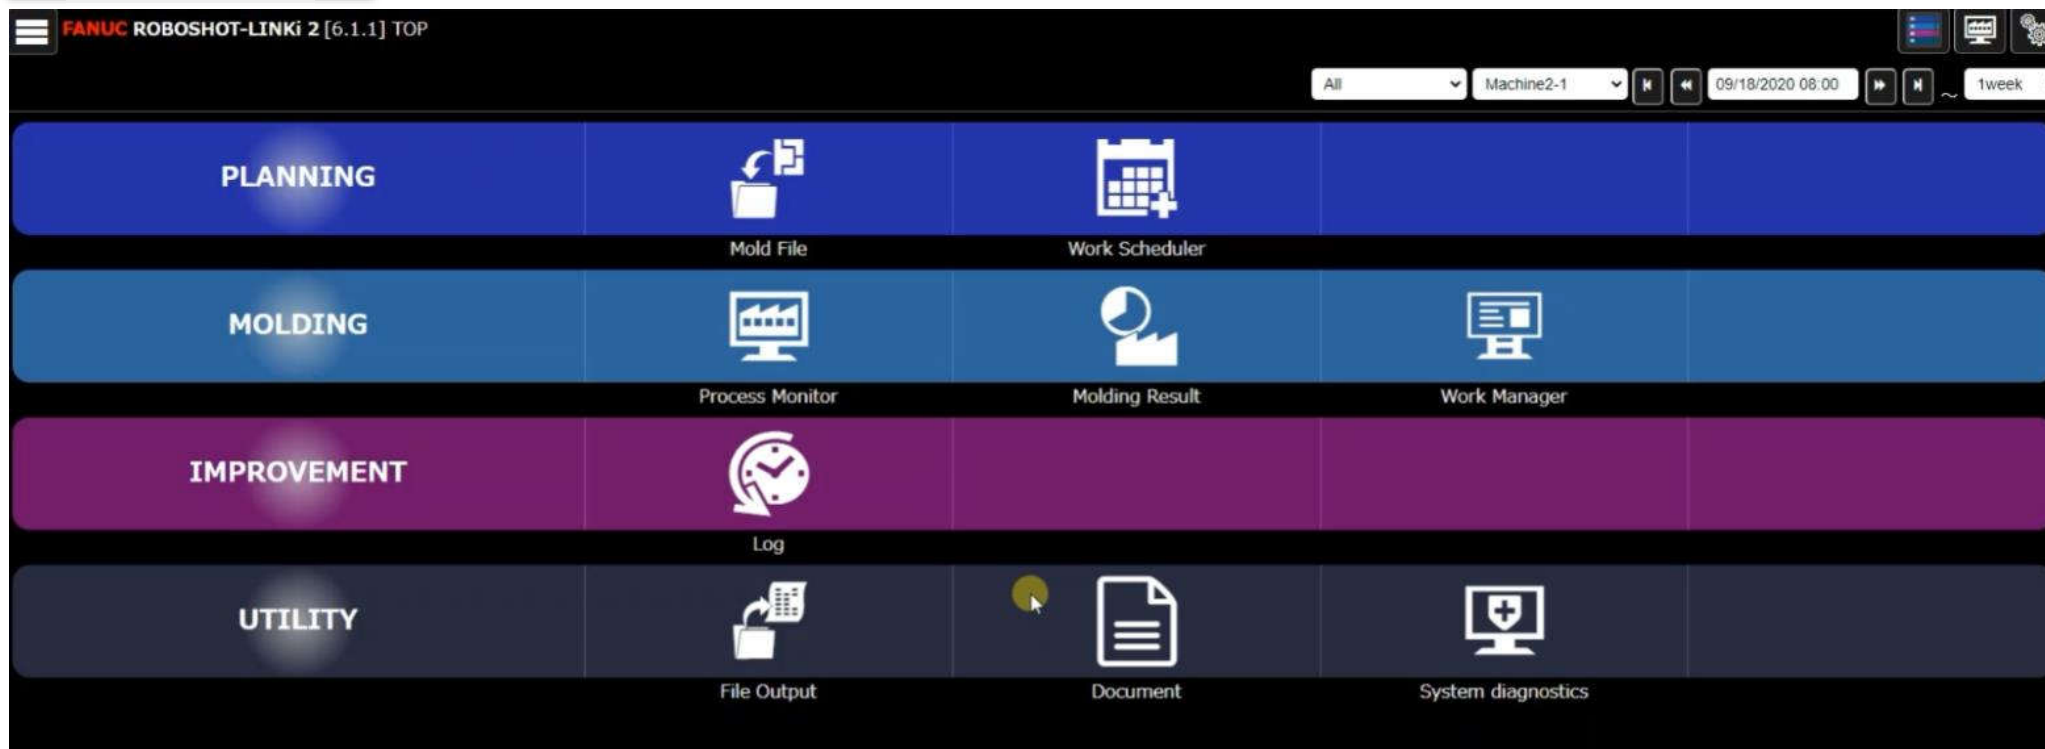 FANUC ROBOSHOT-LINKi 2 [6.1.1] TOP
All Machine2-1 09/18/2020 08:00 ~ 1week
PLANNING
Mold File Work Scheduler
MOLDING
Process Monitor Molding Result Work Manager
IMPROVEMENT
Log
UTILITY
File Output Document System diagnostics